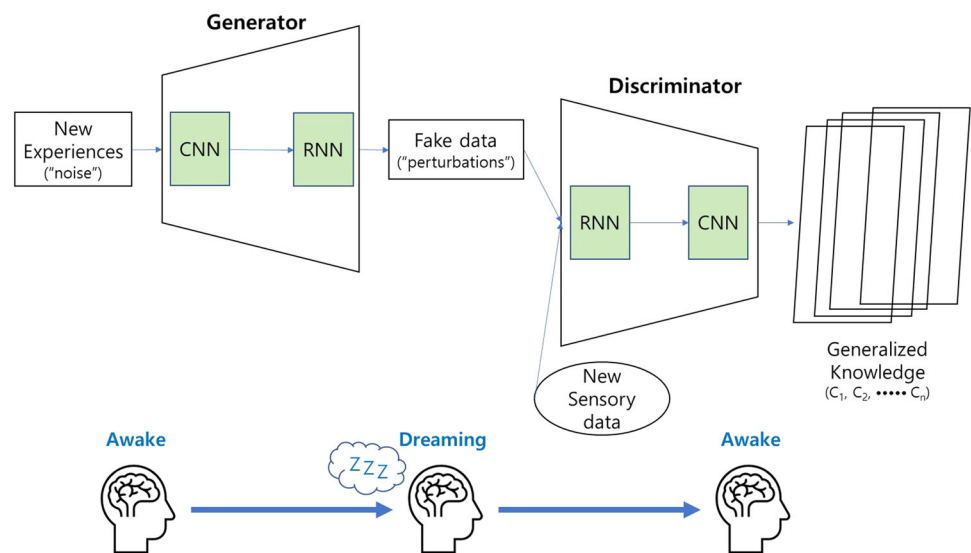 Generator
New
Experiences
("noise")
CNN
RNN
Fake data
("perturbations")
Discriminator
RNN
CNN
New
Sensory
data
Generalized
Knowledge
(C₁, C₂, ••••• Cₙ)
Awake
ZZZ
Dreaming
Awake